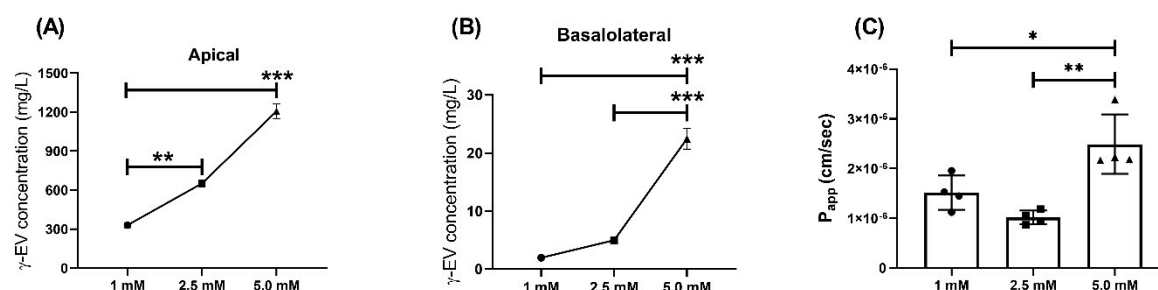 (A)
Apical
γ-EV concentration (mg/L)
1500
1200
900
600
300
0
**
***
1 mM 2.5 mM 5.0 mM
(B)
Basalolateral
γ-EV concentration (mg/L)
30
20
10
0
***
***
1 mM 2.5 mM 5.0 mM
(C)
Papp (cm/sec)
4×10⁻⁶
3×10⁻⁶
2×10⁻⁶
1×10⁻⁶
0
*
**
1 mM 2.5 mM 5.0 mM